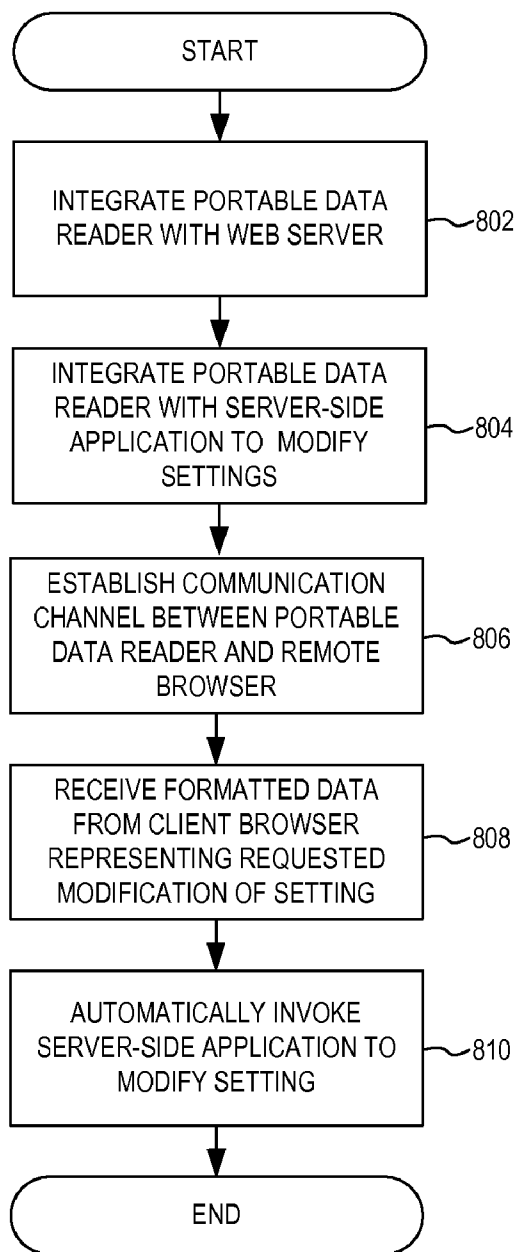 START
INTEGRATE PORTABLE DATA
READER WITH WEB SERVER
802
INTEGRATE PORTABLE DATA
READER WITH SERVER-SIDE
APPLICATION TO MODIFY
SETTINGS
804
ESTABLISH COMMUNICATION
CHANNEL BETWEEN PORTABLE
DATA READER AND REMOTE
BROWSER
806
RECEIVE FORMATTED DATA
FROM CLIENT BROWSER
REPRESENTING REQUESTED
MODIFICATION OF SETTING
808
AUTOMATICALLY INVOKE
SERVER-SIDE APPLICATION TO
MODIFY SETTING
810
END